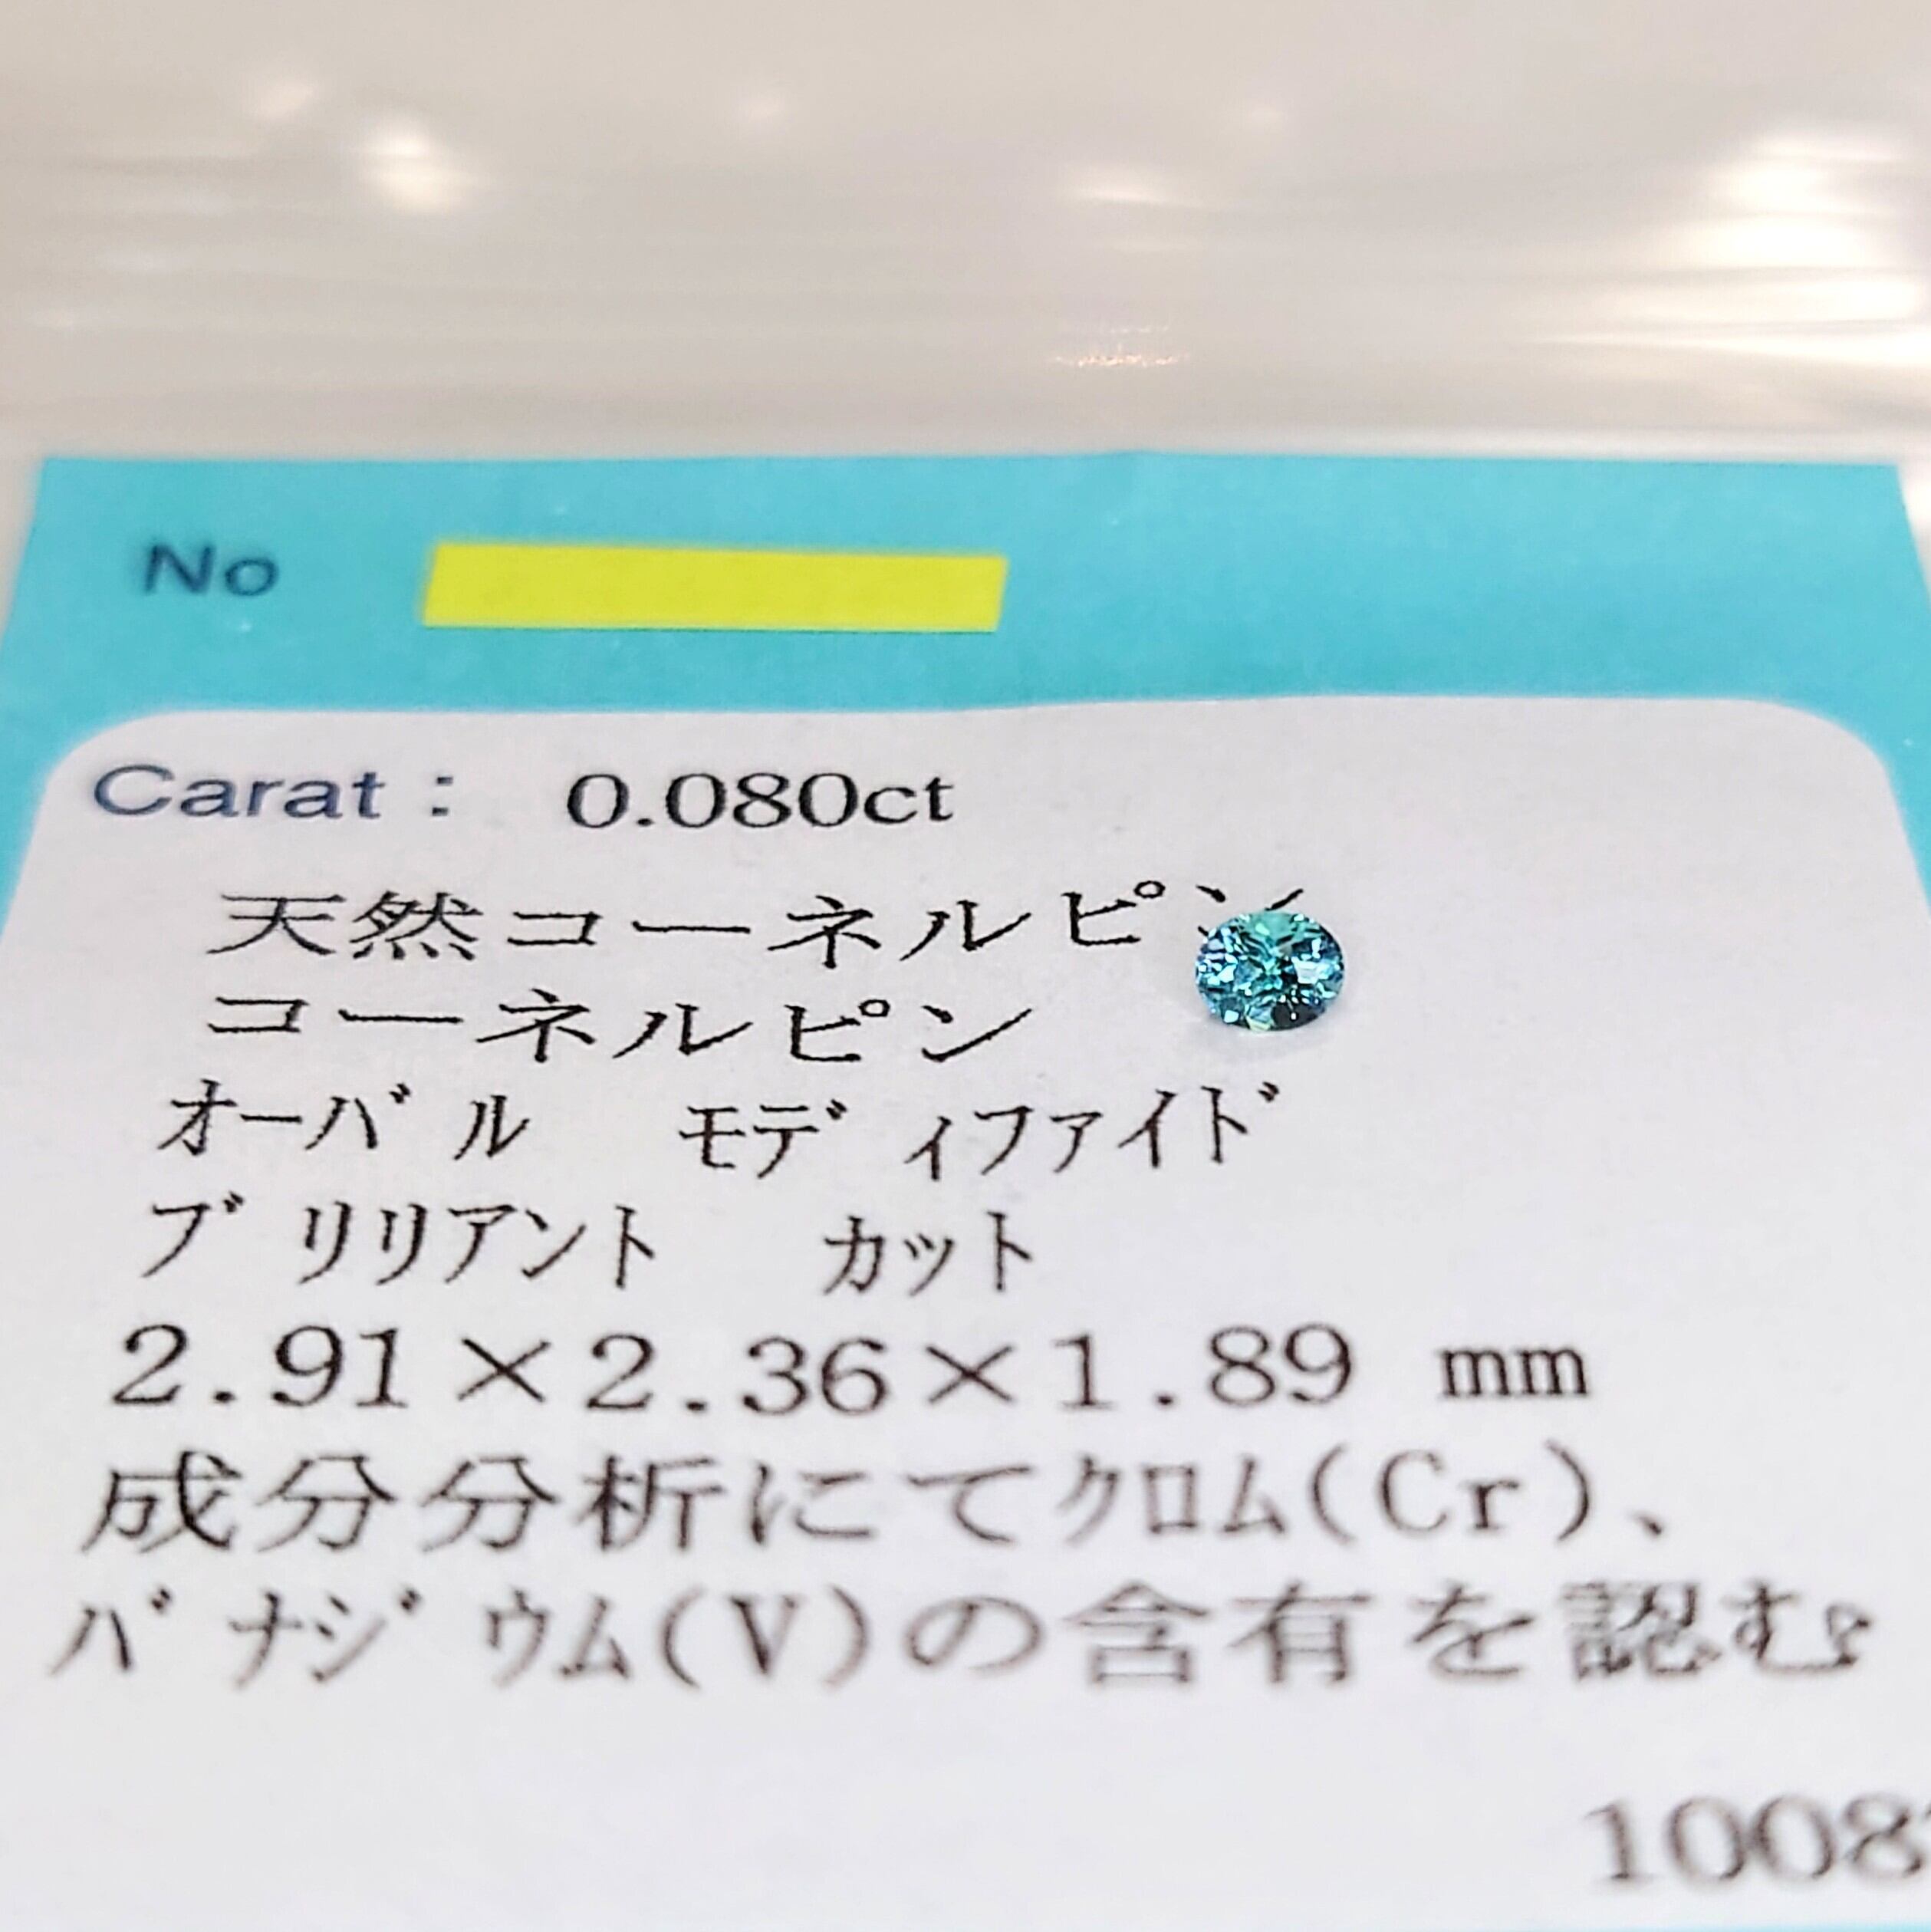 No
Carat : 0.080ct
天然コーネルピン
コーネルピン
ｵｰﾊﾞﾙ ﾓﾃﾞｨﾌｧｲﾄﾞ
ﾌﾞﾘﾘｱﾝﾄ ｶｯﾄ
2.91×2.36×1.89 mm
成分分析にてｸﾛﾑ(Cr)、
ﾊﾞﾅｼﾞｳﾑ(V)の含有を認む